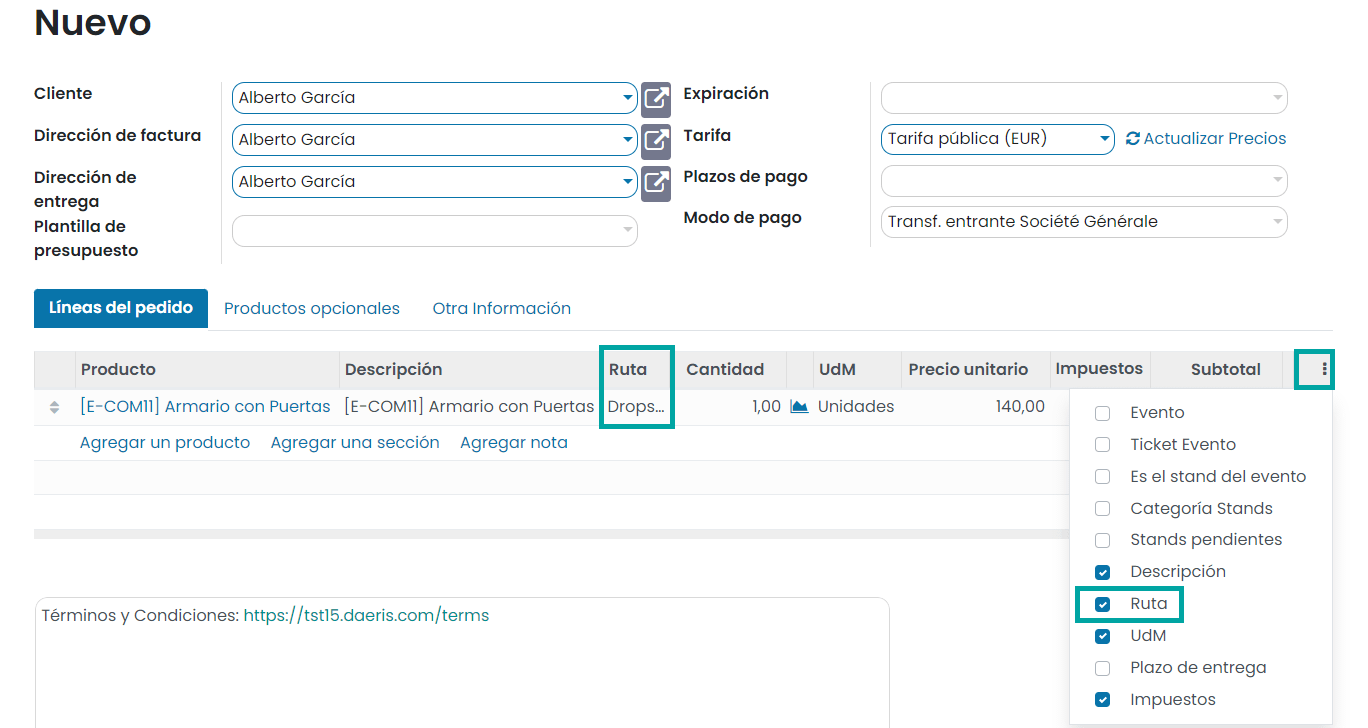 Nuevo
Cliente
Alberto García
Expiración
Dirección de factura
Alberto García
Tarifa
Tarifa pública (EUR)
Actualizar Precios
Dirección de
entrega
Alberto García
Plazos de pago
Plantilla de
presupuesto
Modo de pago
Transf. entrante Société Générale
Líneas del pedido
Productos opcionales
Otra Información
Producto
Descripción
Ruta
Cantidad
UdM
Precio unitario
Impuestos
Subtotal
[E-COM11] Armario con Puertas
[E-COM11] Armario con Puertas
Drops...
1,00
Unidades
140,00
Agregar un producto
Agregar una sección
Agregar nota
Evento
Ticket Evento
Es el stand del evento
Categoría Stands
Stands pendientes
Descripción
Ruta
UdM
Plazo de entrega
Impuestos
Términos y Condiciones: https://tst15.daeris.com/terms